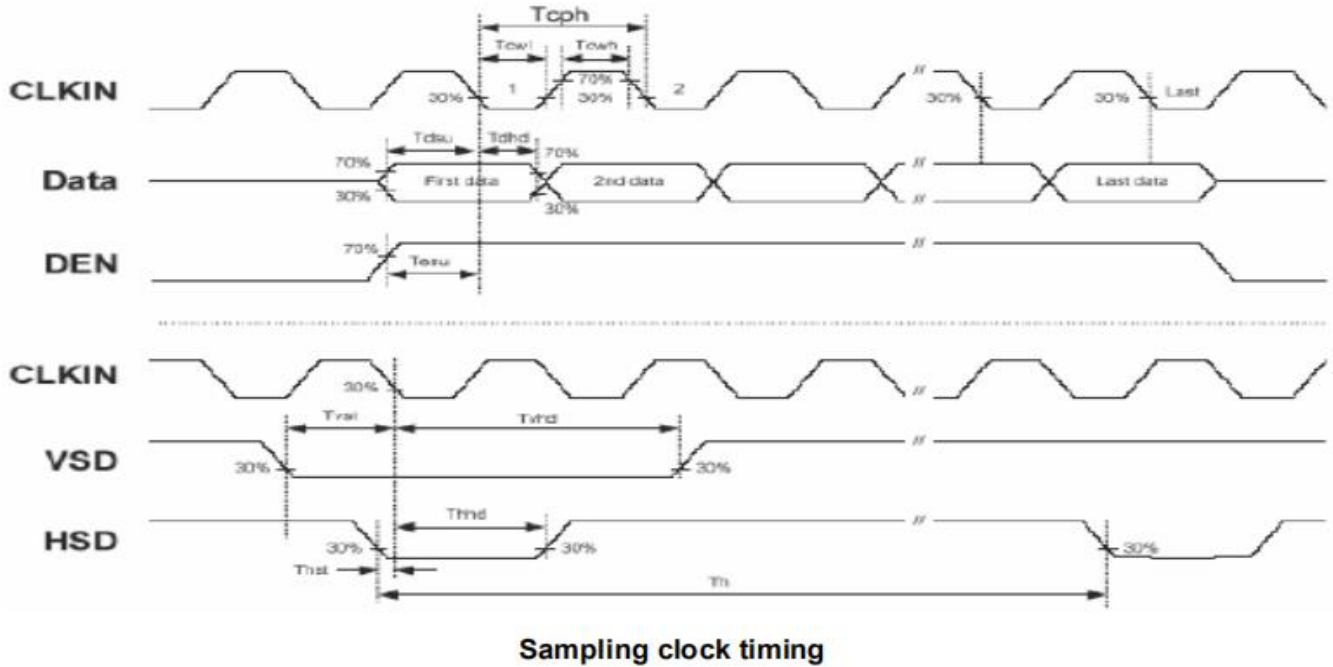 Tcph
Tcwl Tcwh
CLKIN 30% 1 70% 30% 2 30% 30% Last
Tdsu Tdhd
70% 70%
Data First data 2nd data Last data
30% 30%
DEN 70% Tesu
CLKIN 30%
Tvst Tvhd
VSD 30% 30%
Thhd
HSD 30% 30% 30%
Thst
Th
Sampling clock timing